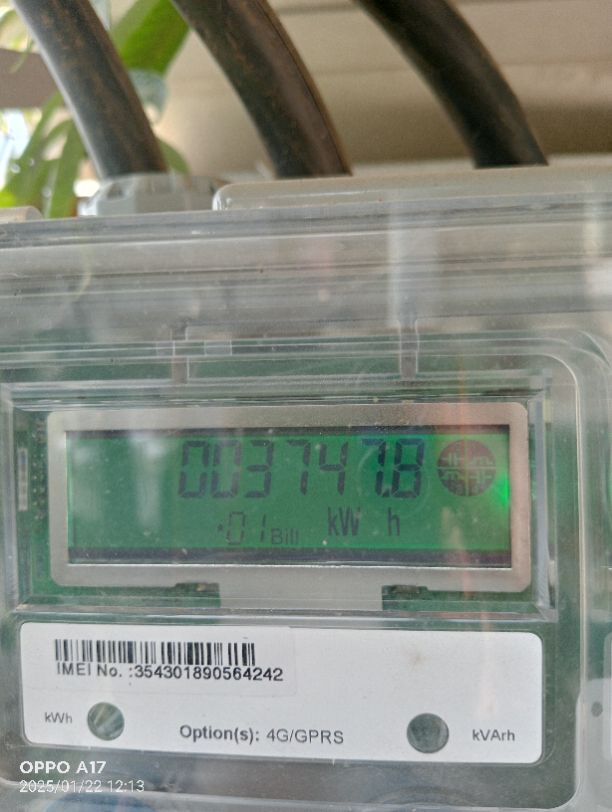 003747.8
01 Bill kW h
IMEI No. :354301890564242
kWh
Option(s): 4G/GPRS
kVArh
OPPO A17
2025/01/22 12:13